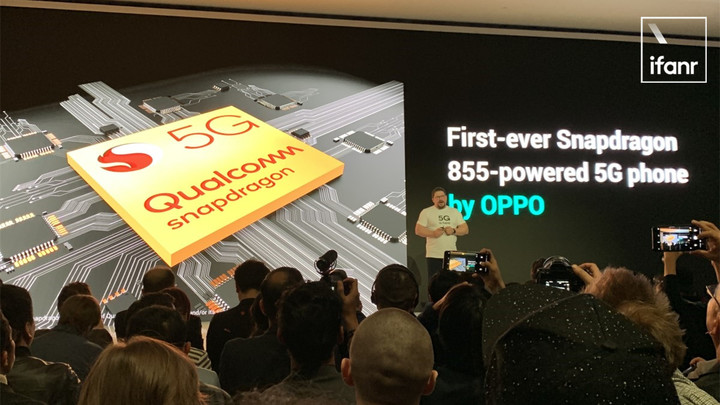 ifanr
5G
Qualcomm
snapdragon
First-ever Snapdragon
855-powered 5G phone
by OPPO
5G